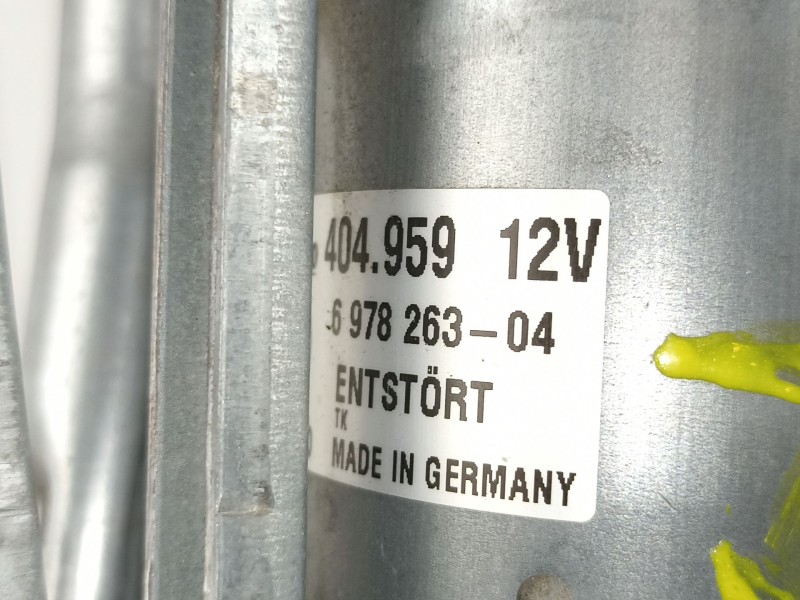 404.959 12V
6 978 263-04
ENTSTÖRT
TK
MADE IN GERMANY